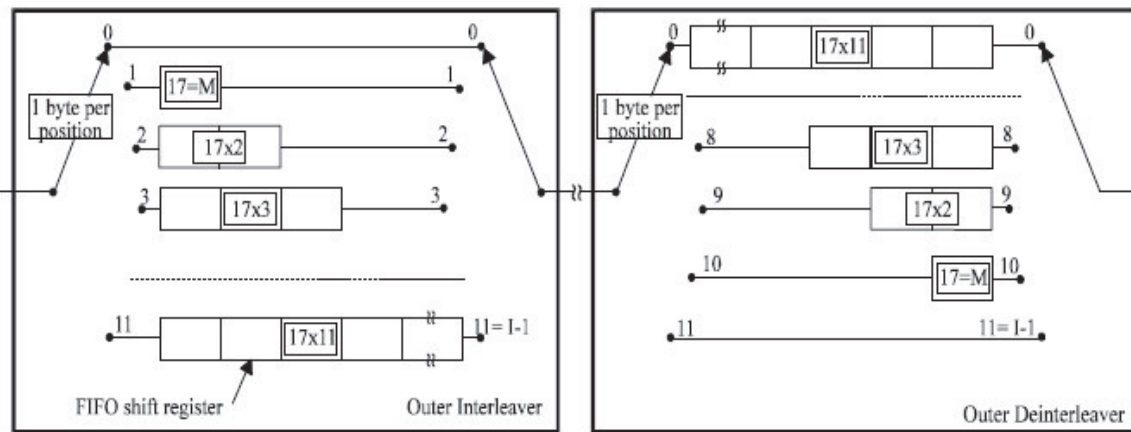 0 0
1 17=M 1
1 byte per
position
2 17x2 2
3 17x3 3
11 17x11 11= I-1
FIFO shift register
Outer Interleaver
0 17x11 0
1 byte per
position
8 17x3 8
9 17x2 9
10 17=M 10
11 11= I-1
Outer Deinterleaver